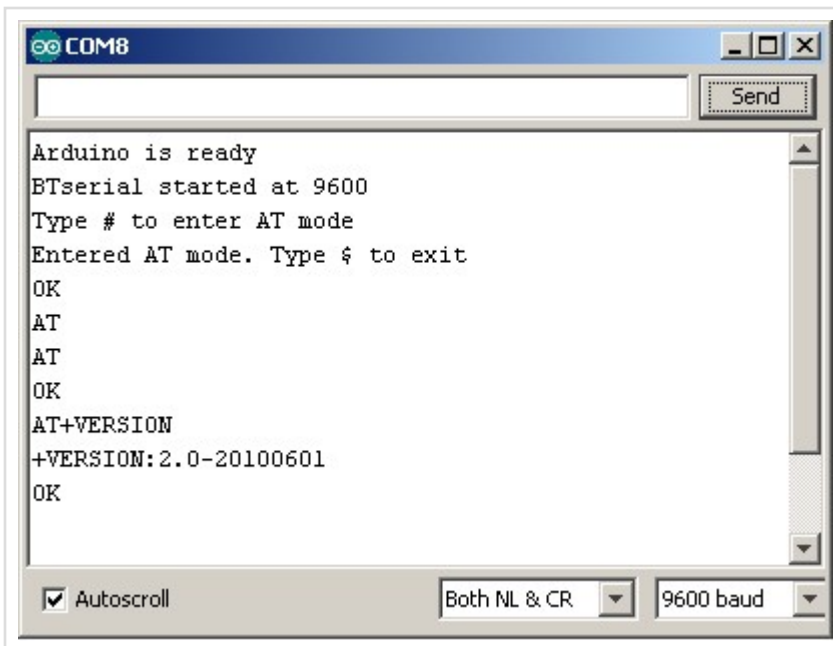 COM8
Send
Arduino is ready
BTserial started at 9600
Type # to enter AT mode
Entered AT mode. Type $ to exit
OK
AT
AT
OK
AT+VERSION
+VERSION:2.0-20100601
OK
Autoscroll
Both NL & CR
9600 baud